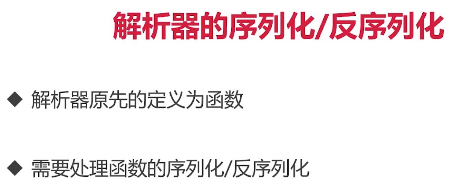 解析器的序列化/反序列化
◆ 解析器原先的定义为函数
◆ 需要处理函数的序列化/反序列化